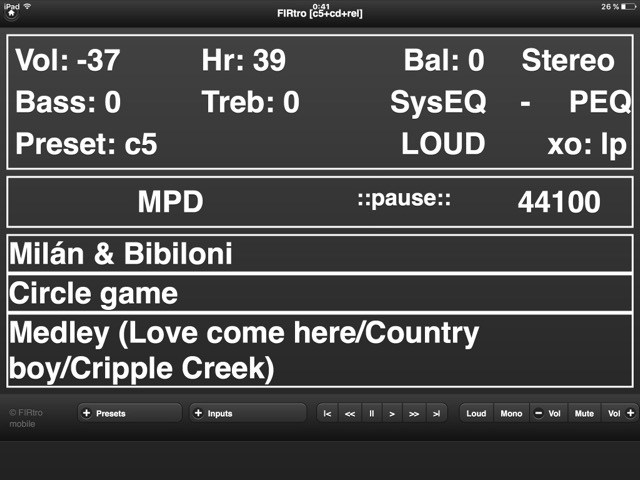 iPad 0:41 26 %
FIRtro [c5+cd+rel]
Vol: -37 Hr: 39 Bal: 0 Stereo
Bass: 0 Treb: 0 SysEQ - PEQ
Preset: c5 LOUD xo: lp
MPD ::pause:: 44100
Milán & Bibiloni
Circle game
Medley (Love come here/Country
boy/Cripple Creek)
© FIRtro
mobile
Presets Inputs |< << II > >> >| Loud Mono Vol Mute Vol